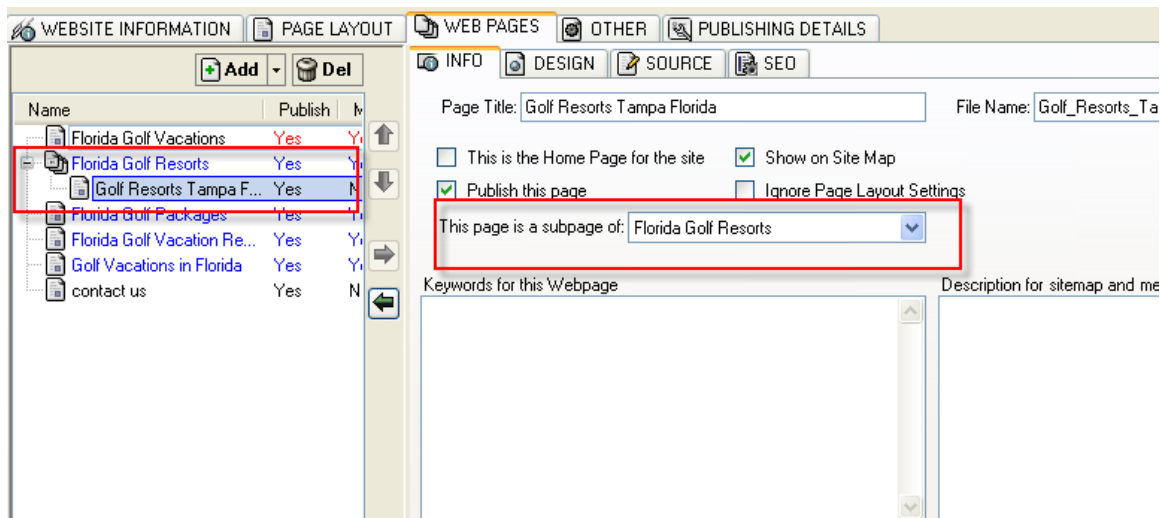 WEBSITE INFORMATION PAGE LAYOUT WEB PAGES OTHER PUBLISHING DETAILS
Add Del
Name Publish
Florida Golf Vacations Yes
Florida Golf Resorts Yes
Golf Resorts Tampa F... Yes
Florida Golf Packages Yes
Florida Golf Vacation Re... Yes
Golf Vacations in Florida Yes
contact us Yes N
INFO DESIGN SOURCE SEO
Page Title: Golf Resorts Tampa Florida File Name: Golf_Resorts_Ta
This is the Home Page for the site Show on Site Map
Publish this page Ignore Page Layout Settings
This page is a subpage of: Florida Golf Resorts
Keywords for this Webpage Description for sitemap and me